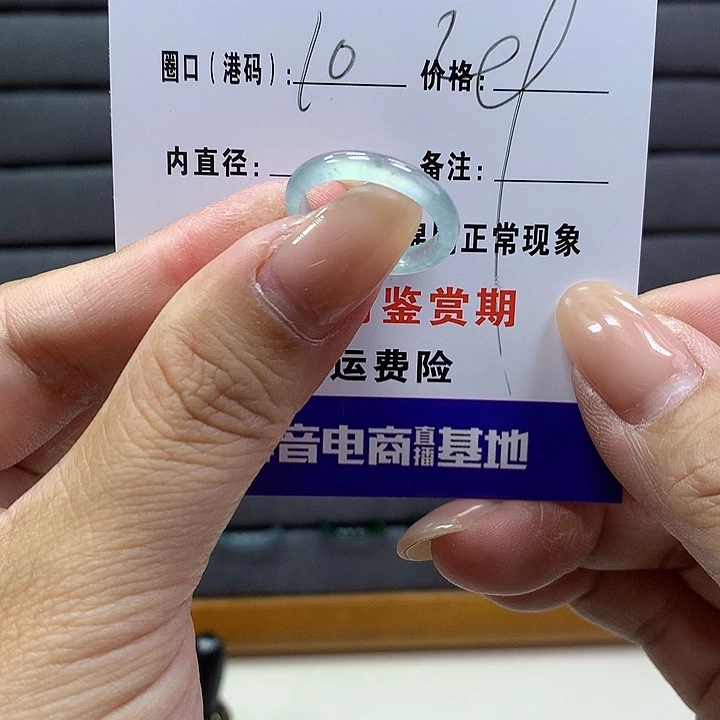 圈口（港码）: 10 价格:
内直径: 备注:
正常现象
鉴赏期
运费险
音电商直播基地